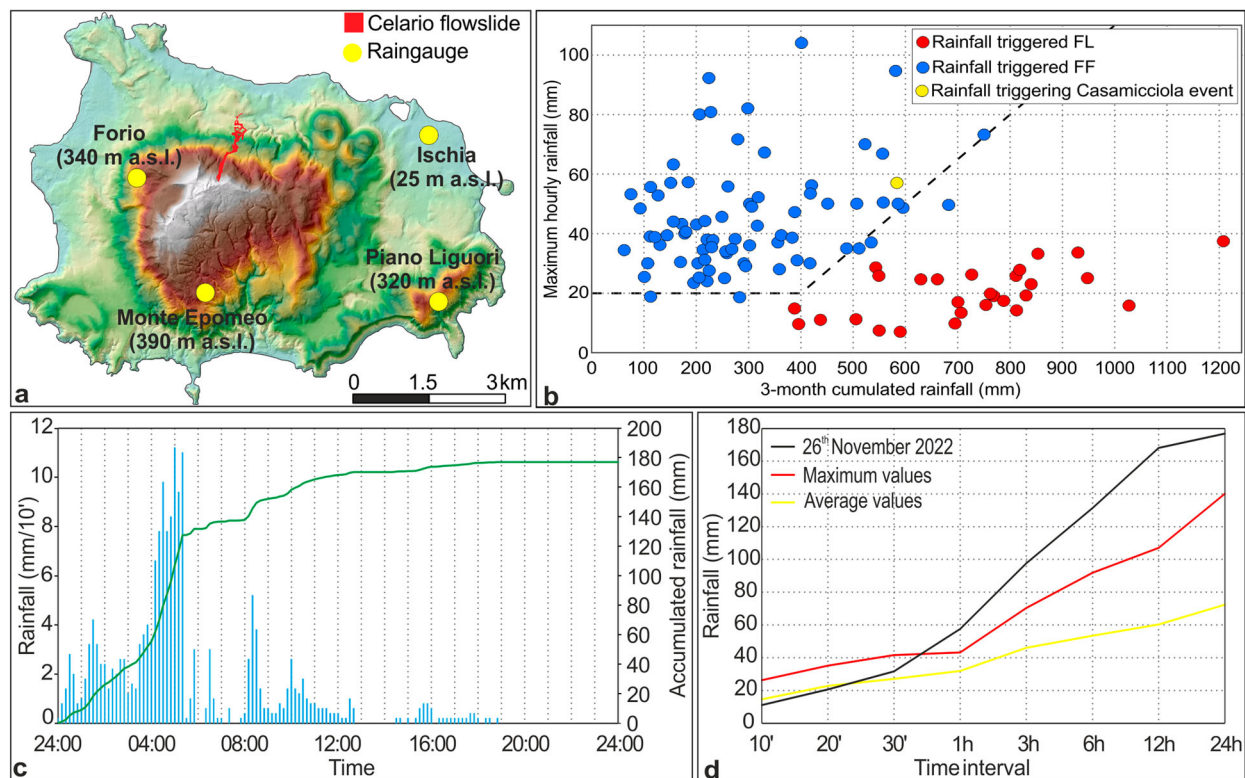 Celario flowslide
Raingauge
Forio
(340 m a.s.l.)
Ischia
(25 m a.s.l.)
Piano Liguori
(320 m a.s.l.)
Monte Epomeo
(390 m a.s.l.)
0 1.5 3km
a
Maximum hourly rainfall (mm)
100
80
60
40
20
0
Rainfall triggered FL
Rainfall triggered FF
Rainfall triggering Casamicciola event
0 100 200 300 400 500 600 700 800 900 1000 1100 1200
3-month cumulated rainfall (mm)
b
Rainfall (mm/10')
12
10
8
6
4
2
0
Accumulated rainfall (mm)
200
180
160
140
120
100
80
60
40
20
0
24:00 04:00 08:00 12:00 16:00 20:00 24:00
Time
c
Rainfall (mm)
180
160
140
120
100
80
60
40
20
0
26th November 2022
Maximum values
Average values
10' 20' 30' 1h 3h 6h 12h 24h
Time interval
d